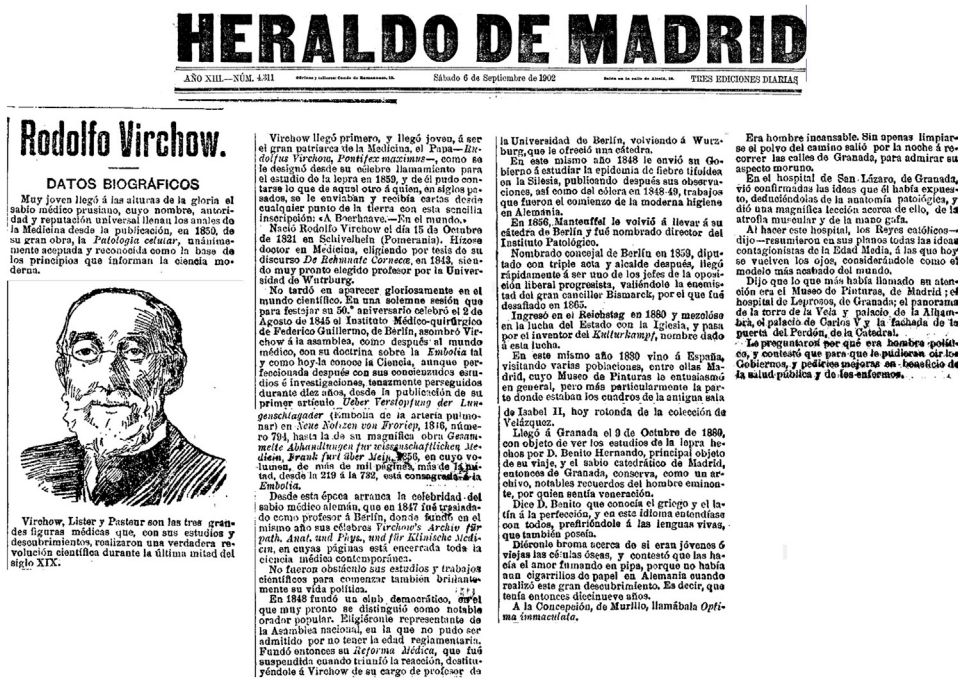 HERALDO DE MADRID
AÑO XIII.—NÚM. 4.311
Sábado 6 de Septiembre de 1902
TRES EDICIONES DIARIAS
Rodolfo Virchow.
DATOS BIOGRÁFICOS
Muy joven llegó á las alturas de la gloria el
sabio médico prusiano, cuyo nombre, autori-
dad y reputación universal llenan los anales de
la Medicina desde la publicación, en 1859, de
su gran obra, la Patología celular, unánime-
mente aceptada y reconocida como la base de
los principios que informan la ciencia mo-
derna.
Virchow, Lister y Pasteur son las tres gran-
des figuras médicas que, con sus estudios y
descubrimientos, realizaron una verdadera re-
volución científica durante la última mitad del
siglo XIX.
Virchow llegó primero, y llegó joven, á ser
el gran patriarca de la Medicina, el Papa—Ru-
dolfus Virchow, Pontifex maximus—, como se
le designó desde su célebre llamamiento para
el estudio de la lepra en 1859, y de él pudo con-
tarse lo que de aquel otro á quien, en siglos pa-
sados, se le enviaban y recibía cartas desde
cualquier punto de la tierra con esta sencilla
inscripción: «A Boerhaave.—En el mundo.»
Nació Rodolfo Virchow el día 15 de Octubre
de 1821 en Schivelhein (Pomerania). Hízose
doctor en Medicina, eligiendo por tesis de su
discurso De Rehmnate Corneæ, en 1843, sien-
do muy pronto elegido profesor por la Univer-
sidad de Wutrburg.
No tardó en aparecer gloriosamente en el
mundo científico. En una solemne sesión que
para festejar su 50.º aniversario celebró el 2 de
Agosto de 1845 el Instituto Médico-quirúrgico
de Federico Guillermo, de Berlín, asombró Vir-
chow á la asamblea, como después al mundo
médico, con su doctrina sobre la Embolia tal
y como hoy la conoce la Ciencia, aunque per-
feccionada después con sus concienzudos estu-
dios é investigaciones, tenazmente perseguidos
durante diez años, desde la publicación de su
primer artículo Ueber Terstopfung der Lun-
genschlagader (Embolia de la arteria pulmo-
nar) en Neue Notizen von Froriep, 1846, núme-
ro 794, hasta la de su magnífica obra Gesam-
melte Abhandlungen fur wissenschaftlichen Me-
dicin, Frank furt über Mein, 1856, en cuyo vo-
lumen, de más de mil páginas, más de la mi-
tad, desde la 219 á la 732, está consagrada á la
Embolia.
Desde esta época arranca la celebridad del
sabio médico alemán, que en 1847 fué traslada-
do como profesor á Berlín, donde fundó en el
mismo año sus célebres Virchow's Archiv für
path. Anat. und Phys., und für Klinische Medi-
cin, en cuyas páginas está encerrada toda la
ciencia médica contemporánea.
No fueron obstáculo sus estudios y trabajos
científicos para comenzar también brillante-
mente su vida política.
En 1848 fundó un club democrático, en el
que muy pronto se distinguió como notable
orador popular. Eligiéronle representante de
la Asamblea nacional, en la que no pudo ser
admitido por no tener la edad reglamentaria.
Fundó entonces su Reforma Médica, que fué
suspendida cuando triunfó la reacción, destitu-
yéndole á Virchow de su cargo de profesor de
la Universidad de Berlín, volviendo á Wurz-
burg, que le ofreció una cátedra.
En este mismo año 1848 le envió su Go-
bierno á estudiar la epidemia de fiebre tifoidea
en la Silesia, publicando después sus observa-
ciones, así como del cólera en 1848-49, trabajos
que fueron el comienzo de la moderna higiene
en Alemania.
En 1856, Manteuffel le volvió á llevar á su
cátedra de Berlín y fué nombrado director del
Instituto Patológico.
Nombrado concejal de Berlín en 1859, dipu-
tado con triple acta y alcalde después, llegó
rápidamente á ser uno de los jefes de la oposi-
ción liberal progresista, valiéndole la enemis-
tad del gran canciller Bismarck, por el que fué
desafiado en 1865.
Ingresó en el Reichstag en 1880 y mezclóse
en la lucha del Estado con la Iglesia, y pasa
por el inventor del Kulturkampf, nombre dado
á esta lucha.
En este mismo año 1880 vino á España,
visitando varias poblaciones, entre ellas Ma-
drid, cuyo Museo de Pinturas le entusiasmó
en general, pero más particularmente la par-
te donde estaban los cuadros de la antigua sala
de Isabel II, hoy rotonda de la colección de
Velázquez.
Llegó á Granada el 9 de Octubre de 1880,
con objeto de ver los estudios de la lepra he-
chos por D. Benito Hernando, principal objeto
de su viaje, y el sabio catedrático de Madrid,
entonces de Granada, conserva, como un ar-
chivo, notables recuerdos del hombre eminen-
te, por quien sentía veneración.
Dice D. Benito que conocía el griego y el la-
tín á la perfección, y en este idioma entendíase
con todos, prefiriéndole á las lenguas vivas,
que también poseía.
Diéronle broma acerca de si eran jóvenes ó
viejas las células óseas, y contestó que las ha-
cía el amor fumando en pipa, porque no había
aun cigarrillos de papel en Alemania cuando
realizó este gran descubrimiento. Es decir, que
tenía entonces diecinueve años.
A la Concepción, de Murillo, llamábala Opti-
ma immaculata.
Era hombre incansable. Sin apenas limpiar-
se el polvo del camino salió por la noche á re-
correr las calles de Granada, para admirar su
aspecto moruno.
En el hospital de San Lázaro, de Granada,
vió confirmadas las ideas que él había expues-
to, deduciéndolas de la anatomía patológica, y
dió una magnífica lección acerca de ello, de la
atrofia muscular y de la mano gafa.
Al hacer este hospital, los Reyes católicos—
dijo—resumieron en sus planos todas las ideas
contagionistas de la Edad Media, á las que hoy
se vuelven los ojos, considerándole como el
modelo más acabado del mundo.
Dijo que lo que más había llamado su aten-
ción era el Museo de Pinturas, de Madrid; el
hospital de Leprosos, de Granada; el panorama
de la torre de la Vela y palacio de la Alham-
bra, el palacio de Carlos V y la fachada de la
puerta del Perdón, de la Catedral.
Le preguntaron por qué era hombre políti-
co, y contestó que para que le pudieran oir los
Gobiernos, y pedirles mejoras en beneficio de
la salud pública y de los enfermos.